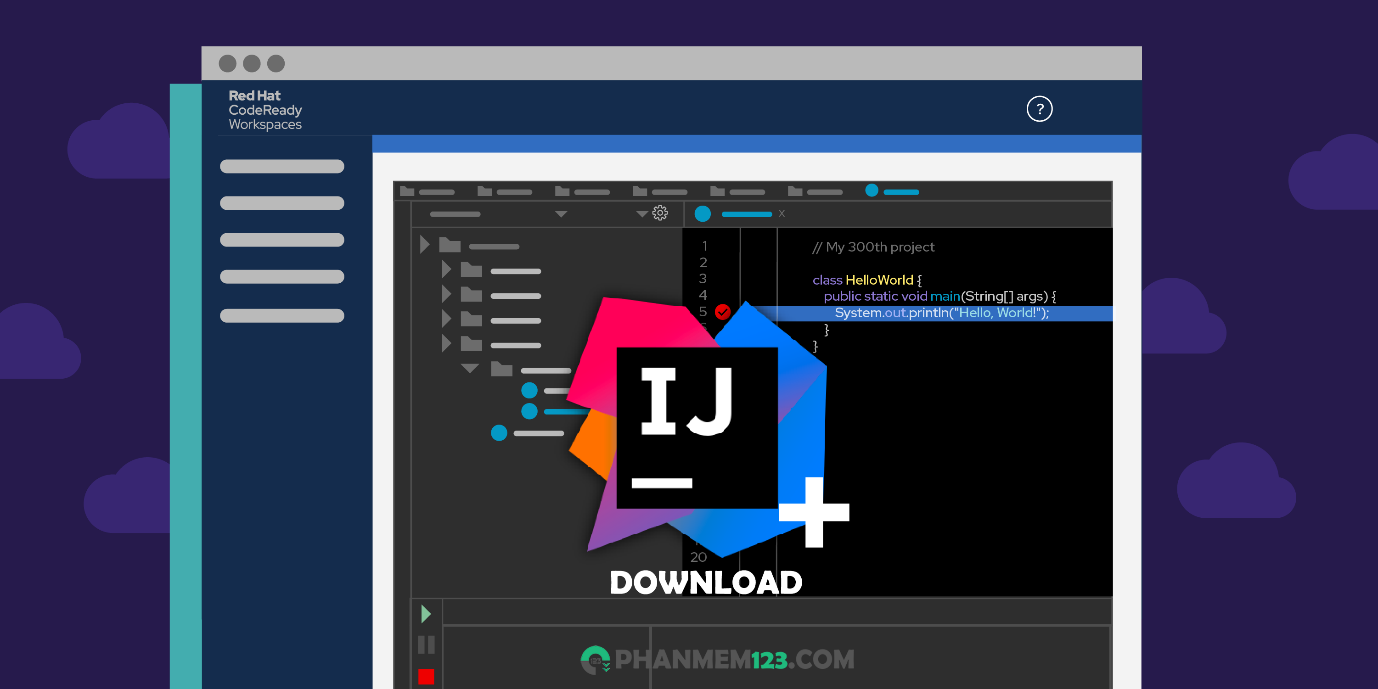 Red Hat
CodeReady
Workspaces
?
X
1
2
3
4
5
20
// My 300th project
class HelloWorld {
public static void main(String[] args) {
System.out.println("Hello, World!");
}
}
IJ
DOWNLOAD
PHANMEM123.COM